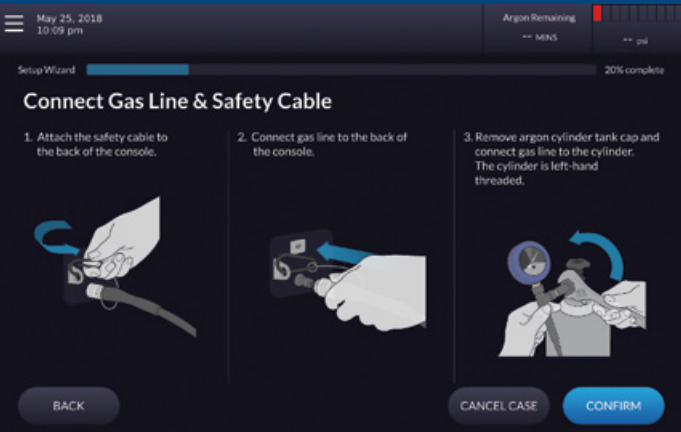 May 25, 2018
10:09 pm
Argon Remaining
-- MINS
-- psi
Setup Wizard
20% complete
Connect Gas Line & Safety Cable
1. Attach the safety cable to
the back of the console.
2. Connect gas line to the back of
the console.
3. Remove argon cylinder tank cap and
connect gas line to the cylinder.
The cylinder is left-hand
threaded.
BACK
CANCEL CASE
CONFIRM